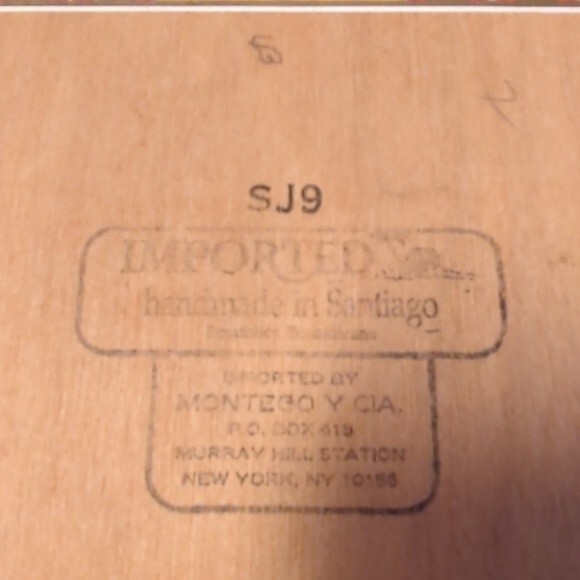 SJ9
IMPORTED
handmade in Santiago
IMPORTED BY
MONTEGO Y CIA.
P.O. BOX 419
MURRAY HILL STATION
NEW YORK, NY 10156